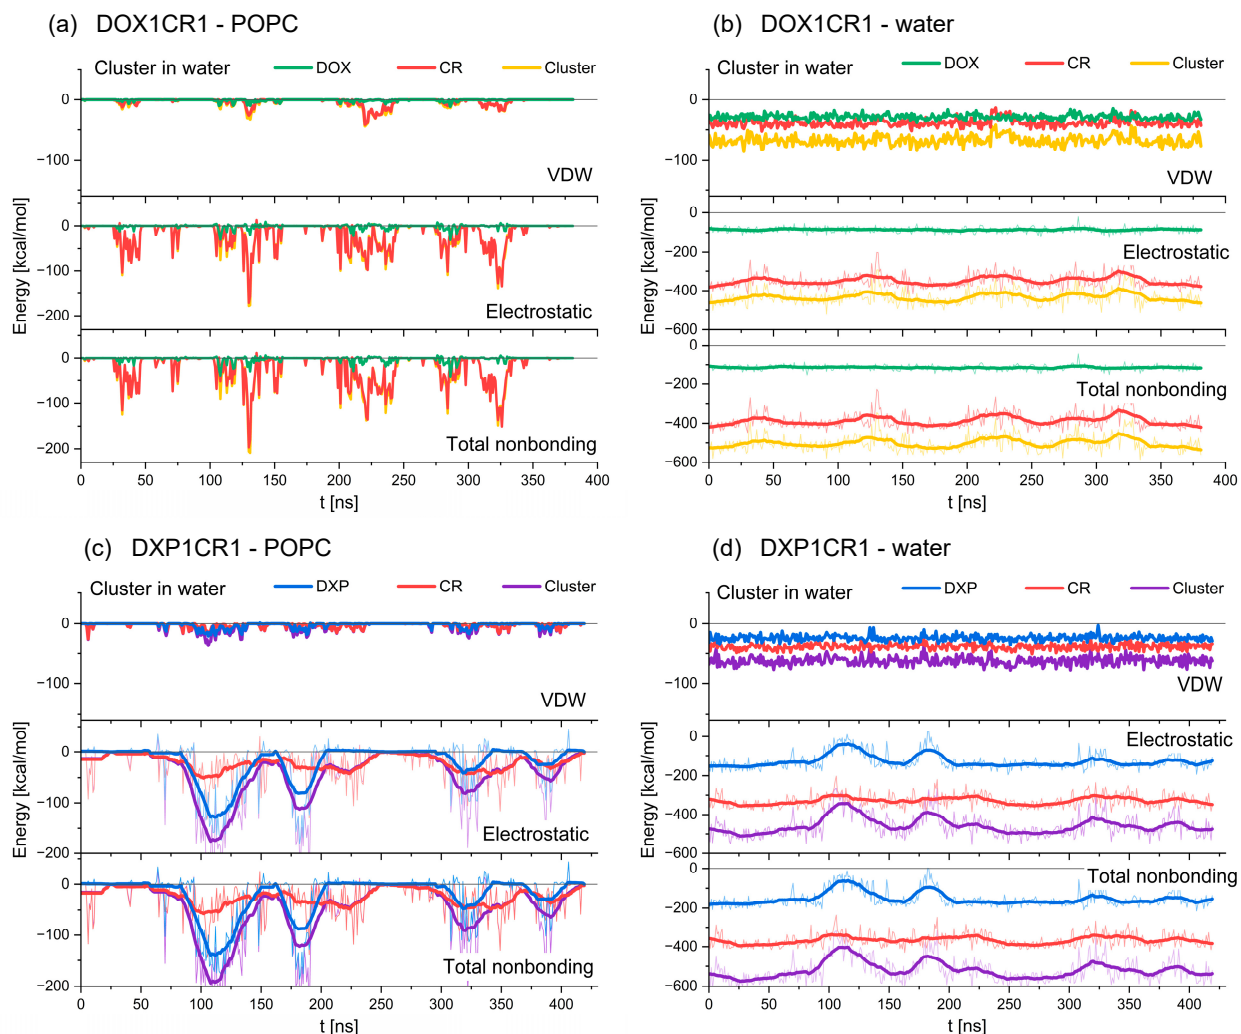 (a) DOX1CR1 - POPC
Cluster in water DOX CR Cluster
0
−100
VDW
0
−100
−200
Electrostatic
0
−100
−200
Total nonbonding
Energy [kcal/mol]
0 50 100 150 200 250 300 350 400
t [ns]
(b) DOX1CR1 - water
Cluster in water DOX CR Cluster
0
−100
VDW
0
−200
−400
−600
Electrostatic
0
−200
−400
−600
Total nonbonding
Energy [kcal/mol]
0 50 100 150 200 250 300 350 400
t [ns]
(c) DXP1CR1 - POPC
Cluster in water DXP CR Cluster
0
−100
VDW
0
−100
−200
Electrostatic
0
−100
−200
Total nonbonding
Energy [kcal/mol]
0 50 100 150 200 250 300 350 400
t [ns]
(d) DXP1CR1 - water
Cluster in water DXP CR Cluster
0
−100
VDW
0
−200
−400
−600
Electrostatic
0
−200
−400
−600
Total nonbonding
Energy [kcal/mol]
0 50 100 150 200 250 300 350 400
t [ns]